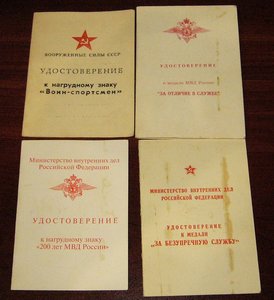 ВООРУЖЕННЫЕ СИЛЫ СССР
УДОСТОВЕРЕНИЕ
к нагрудному знаку
«Воин-спортсмен»
УДОСТОВЕРЕНИЕ
к медали МВД России
"ЗА ОТЛИЧИЕ В СЛУЖБЕ"
Министерство внутренних дел
Российской Федерации
УДОСТОВЕРЕНИЕ
к нагрудному знаку
«200 лет МВД России»
МИНИСТЕРСТВО ВНУТРЕННИХ ДЕЛ
РОССИЙСКОЙ ФЕДЕРАЦИИ
УДОСТОВЕРЕНИЕ
К МЕДАЛИ
"ЗА БЕЗУПРЕЧНУЮ СЛУЖБУ"